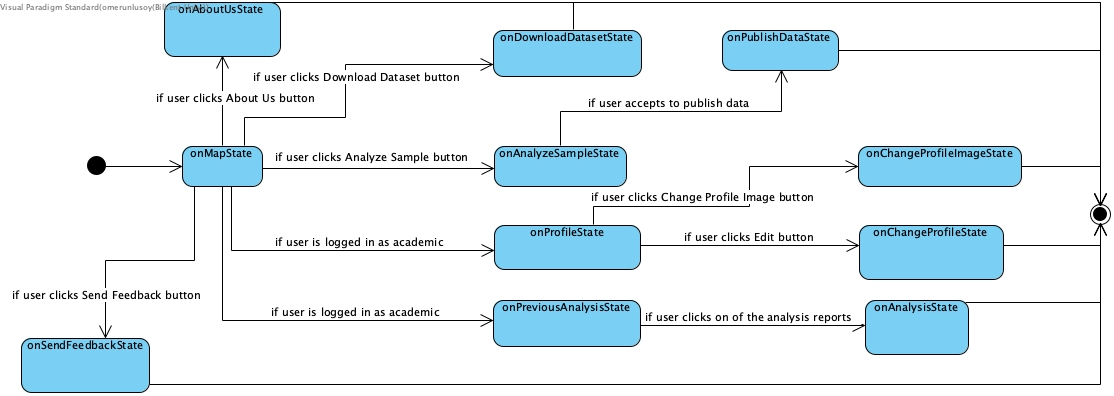 Visual Paradigm Standard(omerunlusoy(Bil
onAboutUsState
onDownloadDatasetState
onPublishDataState
if user clicks Download Dataset button
if user clicks About Us button
if user accepts to publish data
onMapState
if user clicks Analyze Sample button
onAnalyzeSampleState
onChangeProfileImageState
if user clicks Change Profile Image button
onProfileState
if user clicks Edit button
onChangeProfileState
if user is logged in as academic
if user clicks Send Feedback button
if user is logged in as academic
onPreviousAnalysisState
if user clicks on of the analysis reports
onAnalysisState
onSendFeedbackState